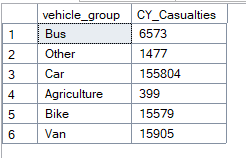 vehicle_group CY_Casualties
1 Bus 6573
2 Other 1477
3 Car 155804
4 Agriculture 399
5 Bike 15579
6 Van 15905